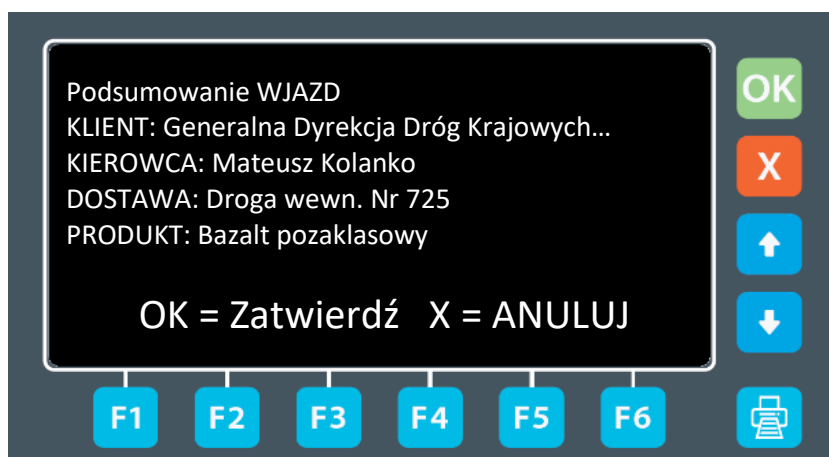 Podsumowanie WJAZD
KLIENT: Generalna Dyrekcja Dróg Krajowych...
KIEROWCA: Mateusz Kolanko
DOSTAWA: Droga wewn. Nr 725
PRODUKT: Bazalt pozaklasowy
OK = Zatwierdź X = ANULUJ
OK
X
F1 F2 F3 F4 F5 F6